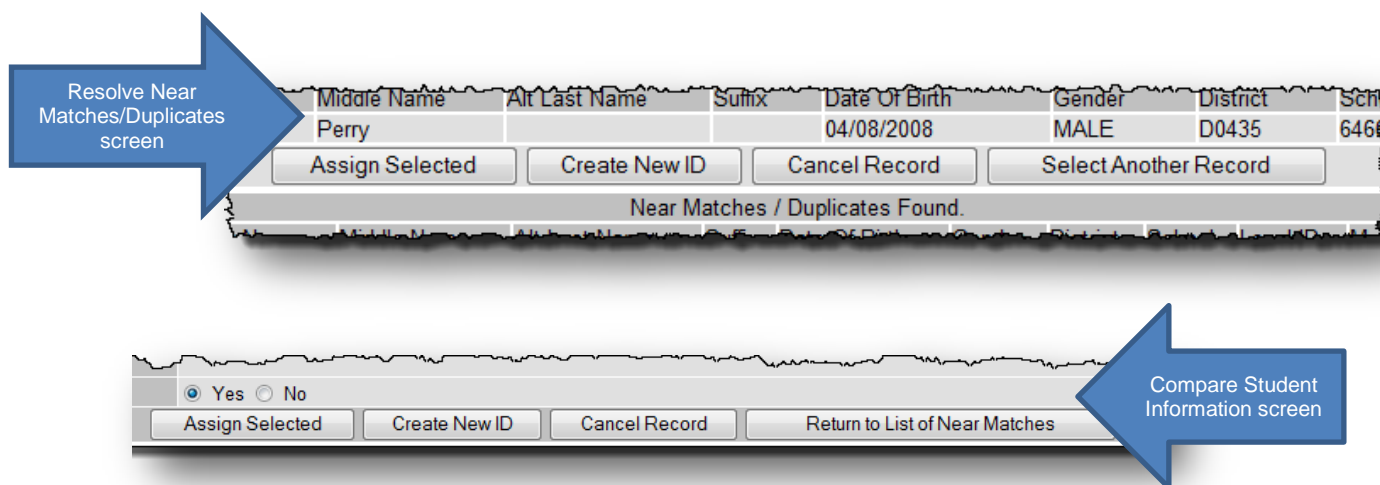 Resolve Near
Matches/Duplicates
screen
Middle Name Alt Last Name Suffix Date Of Birth Gender District
Perry 04/08/2008 MALE D0435
Assign Selected Create New ID Cancel Record Select Another Record
Near Matches / Duplicates Found.
Yes No
Assign Selected Create New ID Cancel Record Return to List of Near Matches
Compare Student
Information screen